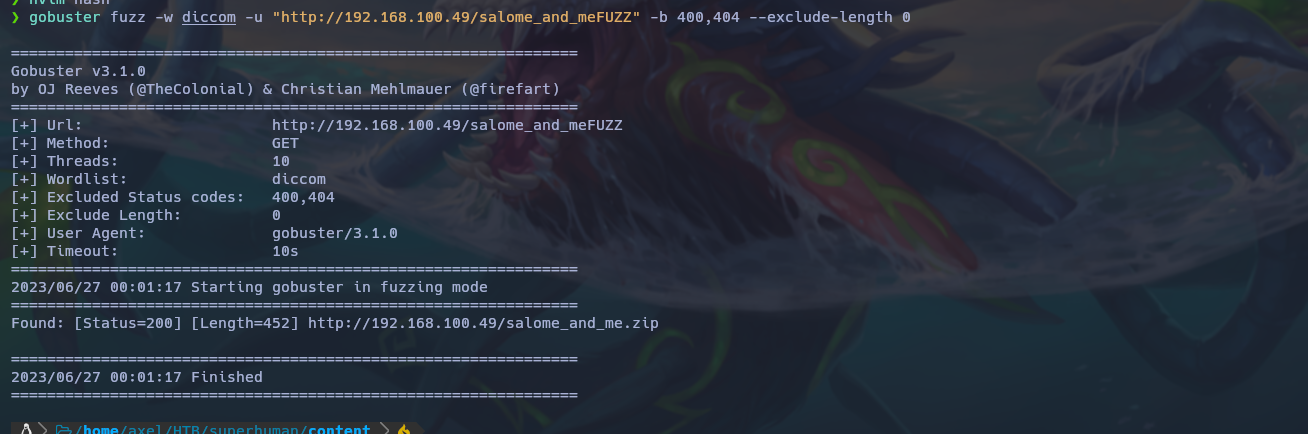 ❯ nvim hash
❯ gobuster fuzz -w diccom -u "http://192.168.100.49/salome_and_meFUZZ" -b 400,404 --exclude-length 0
===============================================================
Gobuster v3.1.0
by OJ Reeves (@TheColonial) & Christian Mehlmauer (@firefart)
===============================================================
[+] Url:                     http://192.168.100.49/salome_and_meFUZZ
[+] Method:                  GET
[+] Threads:                 10
[+] Wordlist:                diccom
[+] Excluded Status codes:   400,404
[+] Exclude Length:          0
[+] User Agent:              gobuster/3.1.0
[+] Timeout:                 10s
===============================================================
2023/06/27 00:01:17 Starting gobuster in fuzzing mode
===============================================================
Found: [Status=200] [Length=452] http://192.168.100.49/salome_and_me.zip
===============================================================
2023/06/27 00:01:17 Finished
===============================================================
/home/axel/HTB/superhuman/content